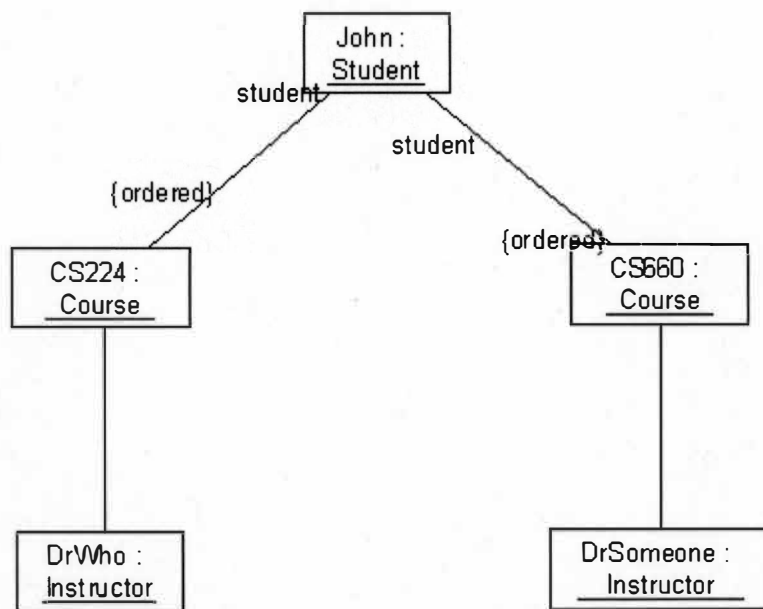 John :
Student
student
student
{ordered}
{ordered}
CS224 :
Course
CS660 :
Course
DrWho :
Instructor
DrSomeone :
Instructor